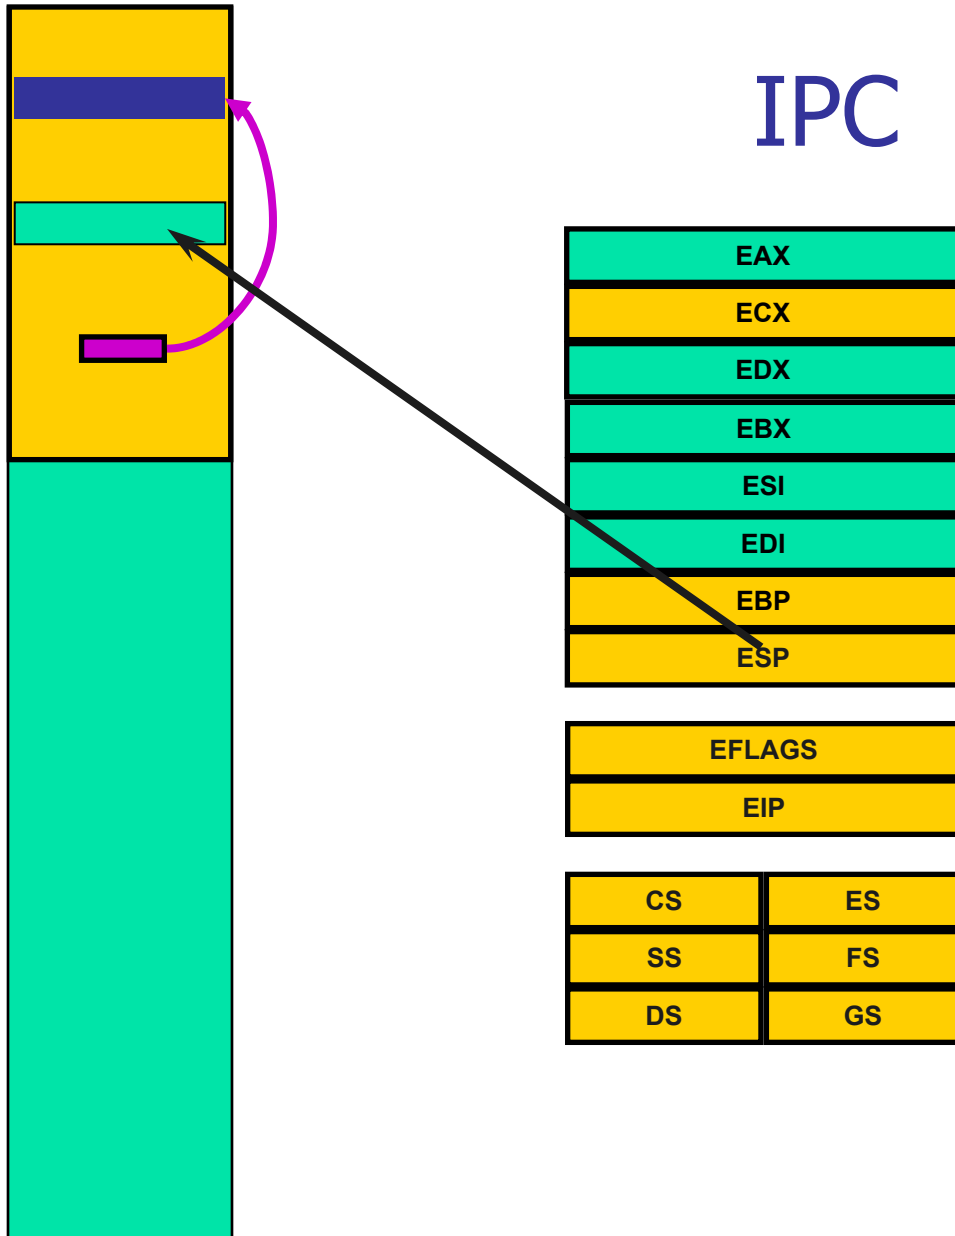 IPC
EAX
ECX
EDX
EBX
ESI
EDI
EBP
ESP
EFLAGS
EIP
CS ES
SS FS
DS GS